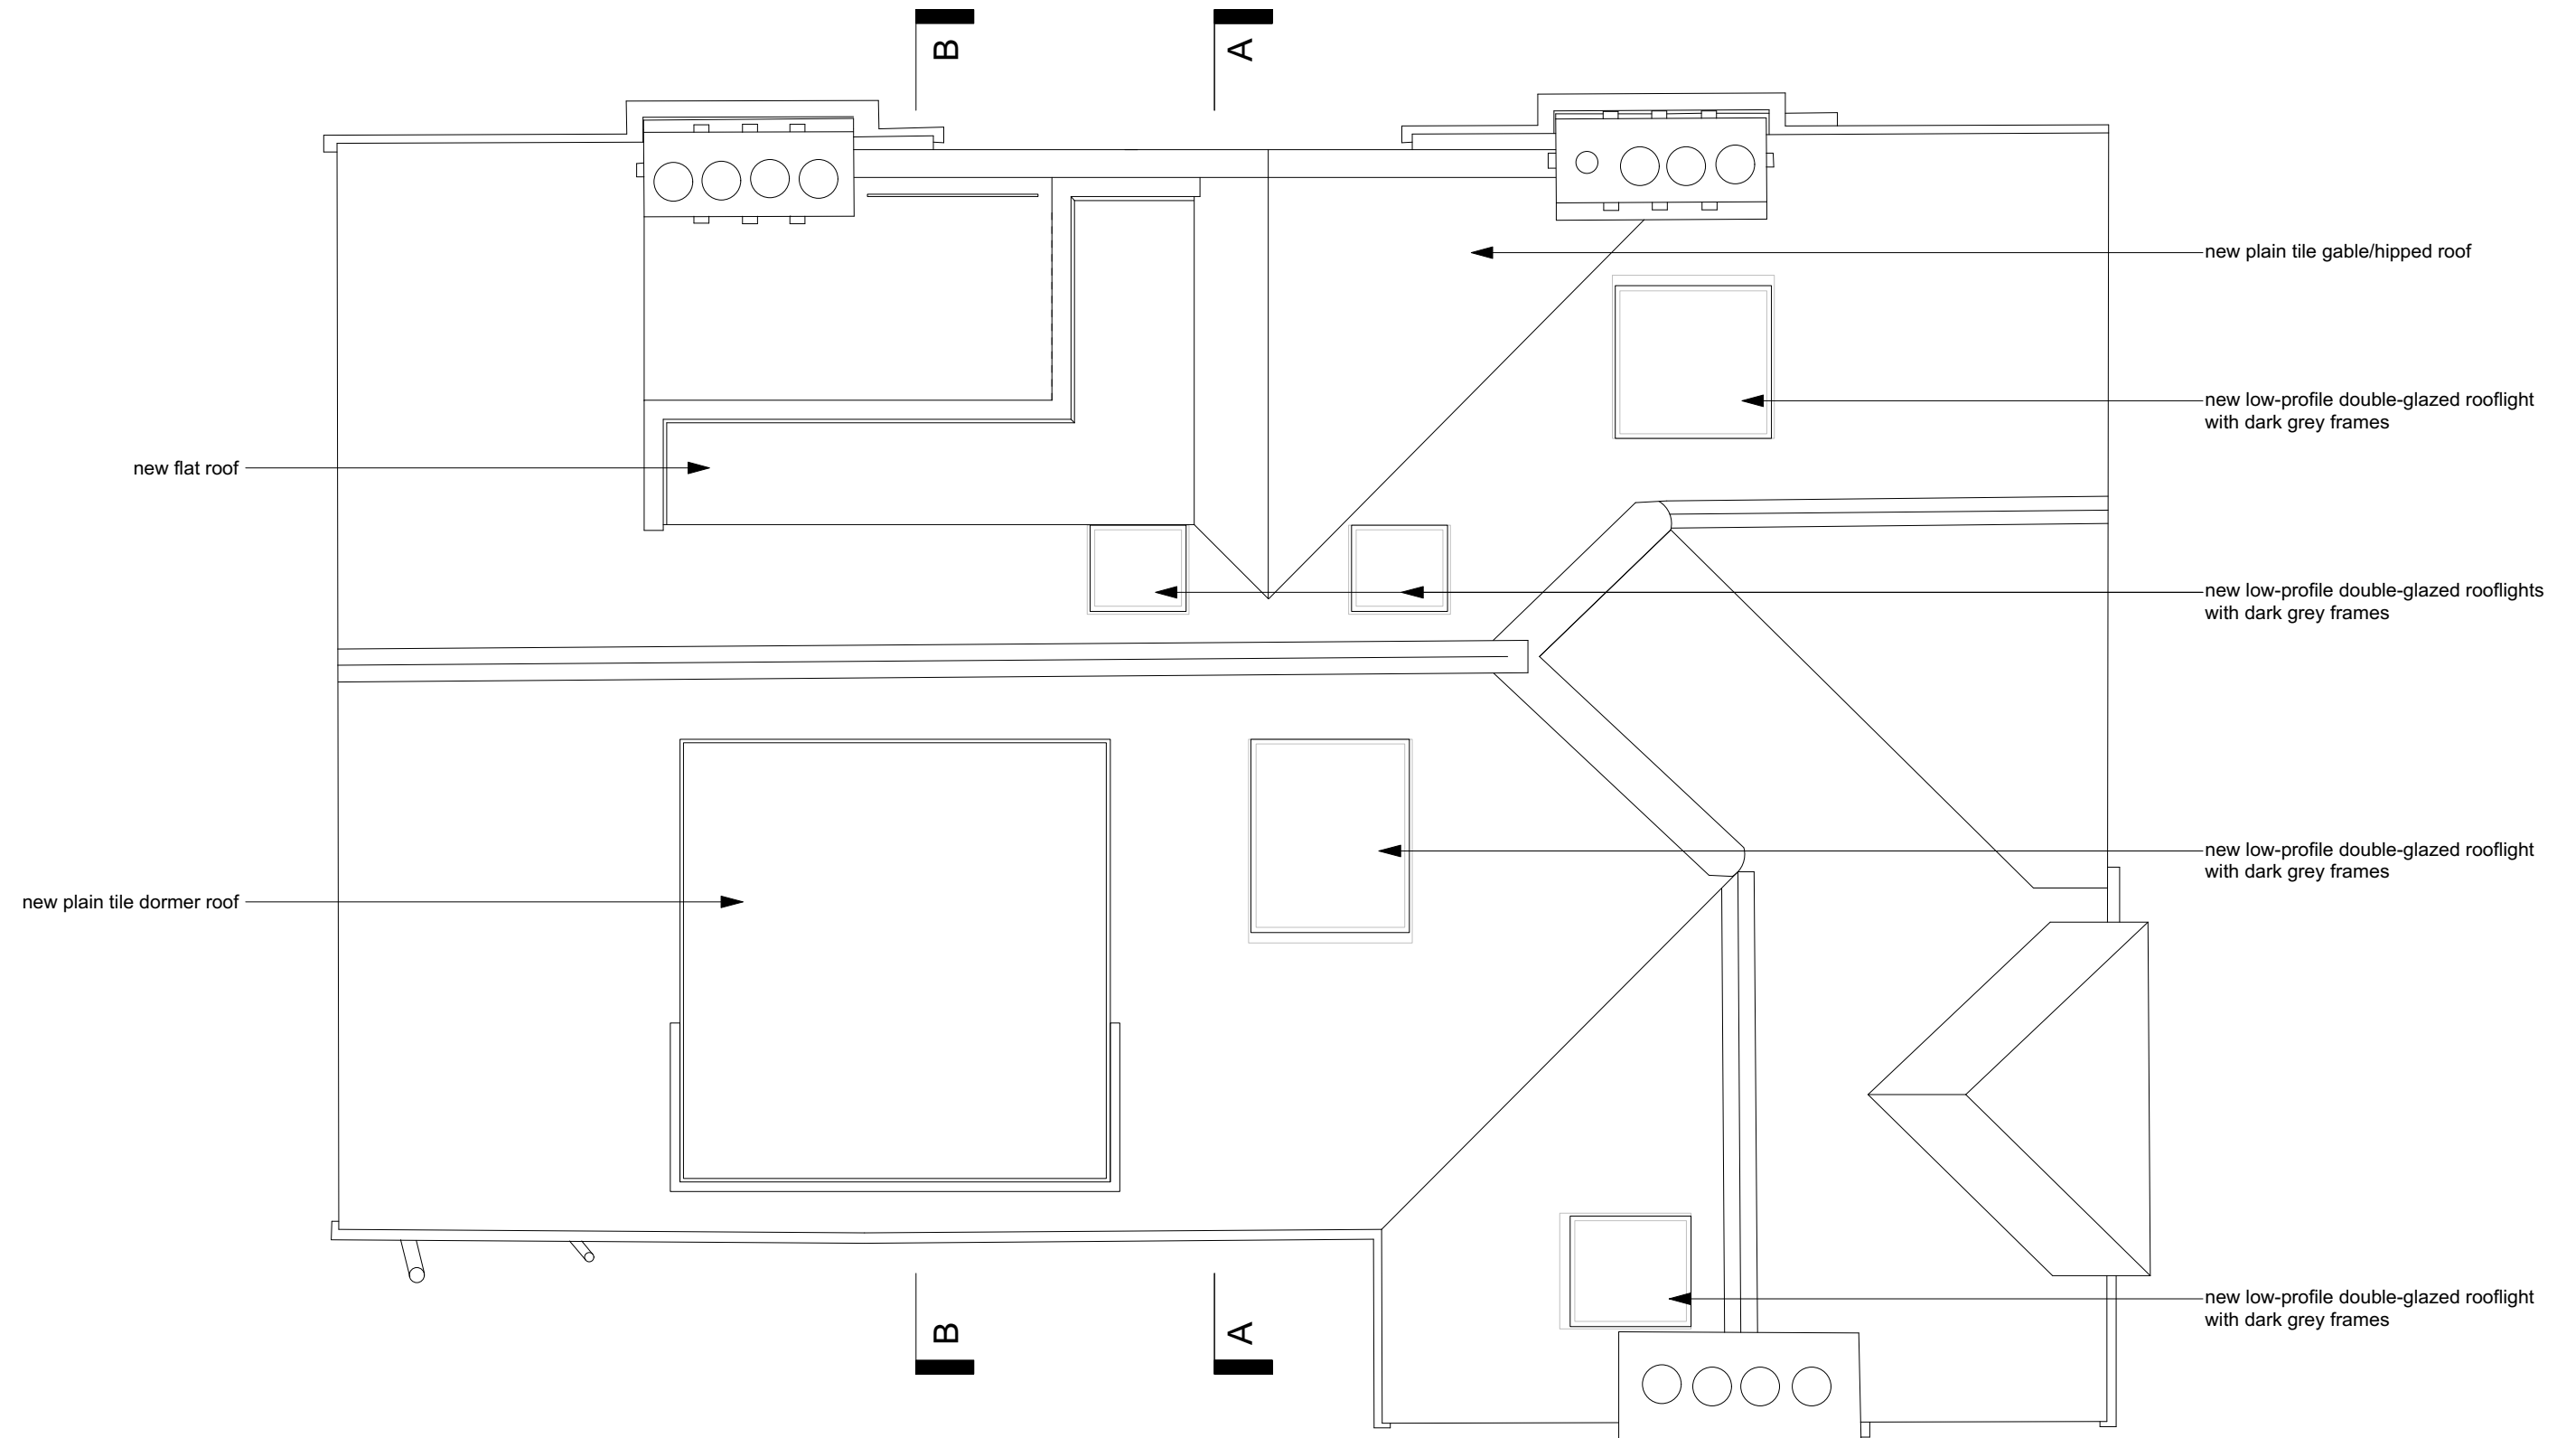 B
A
new plain tile gable/hipped roof
new low-profile double-glazed rooflight
with dark grey frames
new flat roof
new low-profile double-glazed rooflights
with dark grey frames
new low-profile double-glazed rooflight
with dark grey frames
new plain tile dormer roof
new low-profile double-glazed rooflight
with dark grey frames
B
A